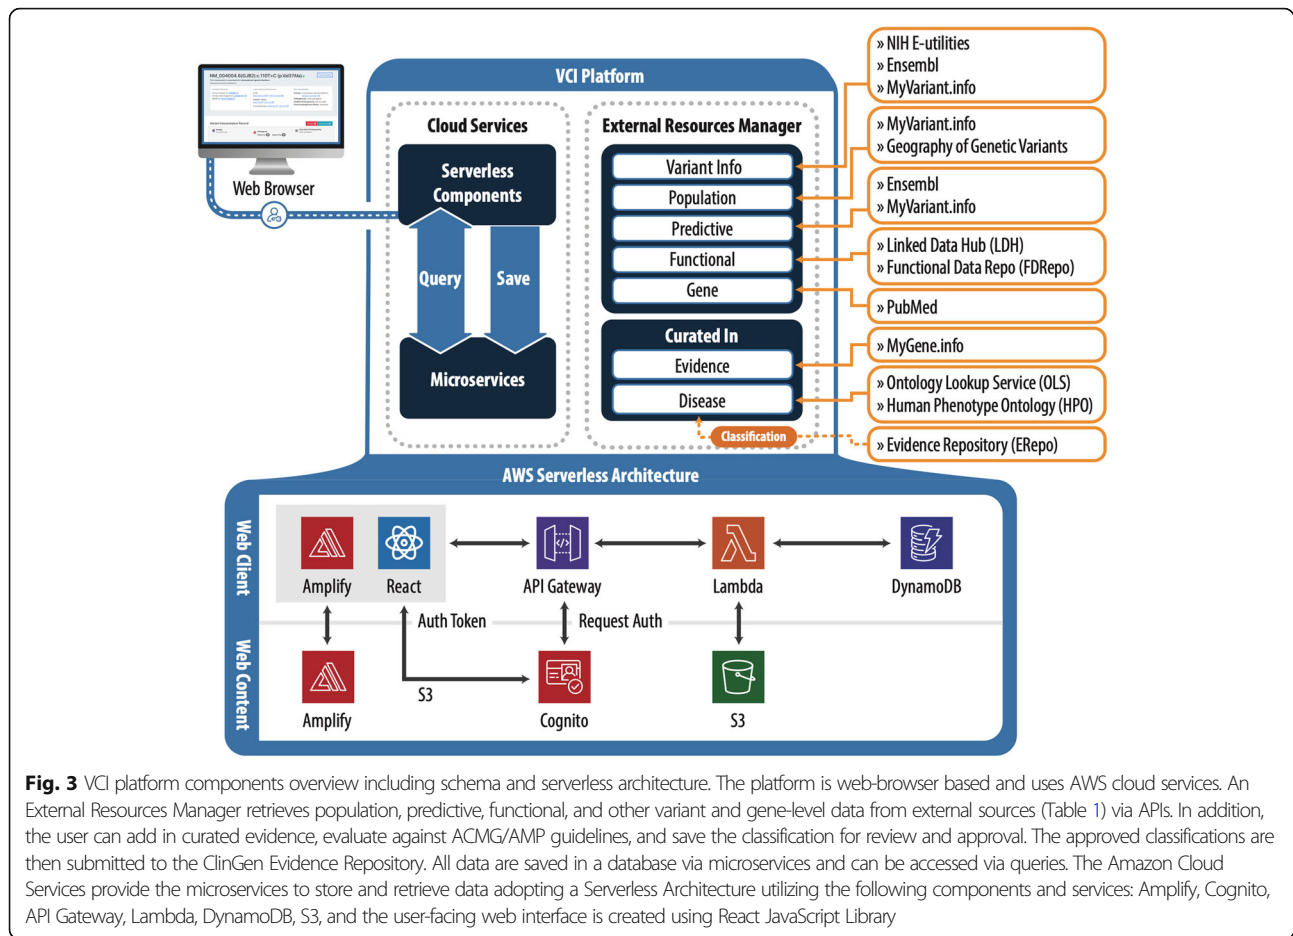 NM_004004.6(GJB2):c.110T>C (p.Val37Ala)
Web Browser
VCI Platform
Cloud Services
Serverless
Components
Query
Save
Microservices
External Resources Manager
Variant Info
Population
Predictive
Functional
Gene
Curated In
Evidence
Disease
Classification
» NIH E-utilities
» Ensembl
» MyVariant.info
» MyVariant.info
» Geography of Genetic Variants
» Ensembl
» MyVariant.info
» Linked Data Hub (LDH)
» Functional Data Repo (FDRepo)
» PubMed
» MyGene.info
» Ontology Lookup Service (OLS)
» Human Phenotype Ontology (HPO)
» Evidence Repository (ERepo)
AWS Serverless Architecture
Web Client
Amplify
React
API Gateway
Lambda
DynamoDB
Auth Token
Request Auth
Web Content
Amplify
S3
Cognito
S3
Fig. 3 VCI platform components overview including schema and serverless architecture. The platform is web-browser based and uses AWS cloud services. An
External Resources Manager retrieves population, predictive, functional, and other variant and gene-level data from external sources (Table 1) via APIs. In addition,
the user can add in curated evidence, evaluate against ACMG/AMP guidelines, and save the classification for review and approval. The approved classifications are
then submitted to the ClinGen Evidence Repository. All data are saved in a database via microservices and can be accessed via queries. The Amazon Cloud
Services provide the microservices to store and retrieve data adopting a Serverless Architecture utilizing the following components and services: Amplify, Cognito,
API Gateway, Lambda, DynamoDB, S3, and the user-facing web interface is created using React JavaScript Library